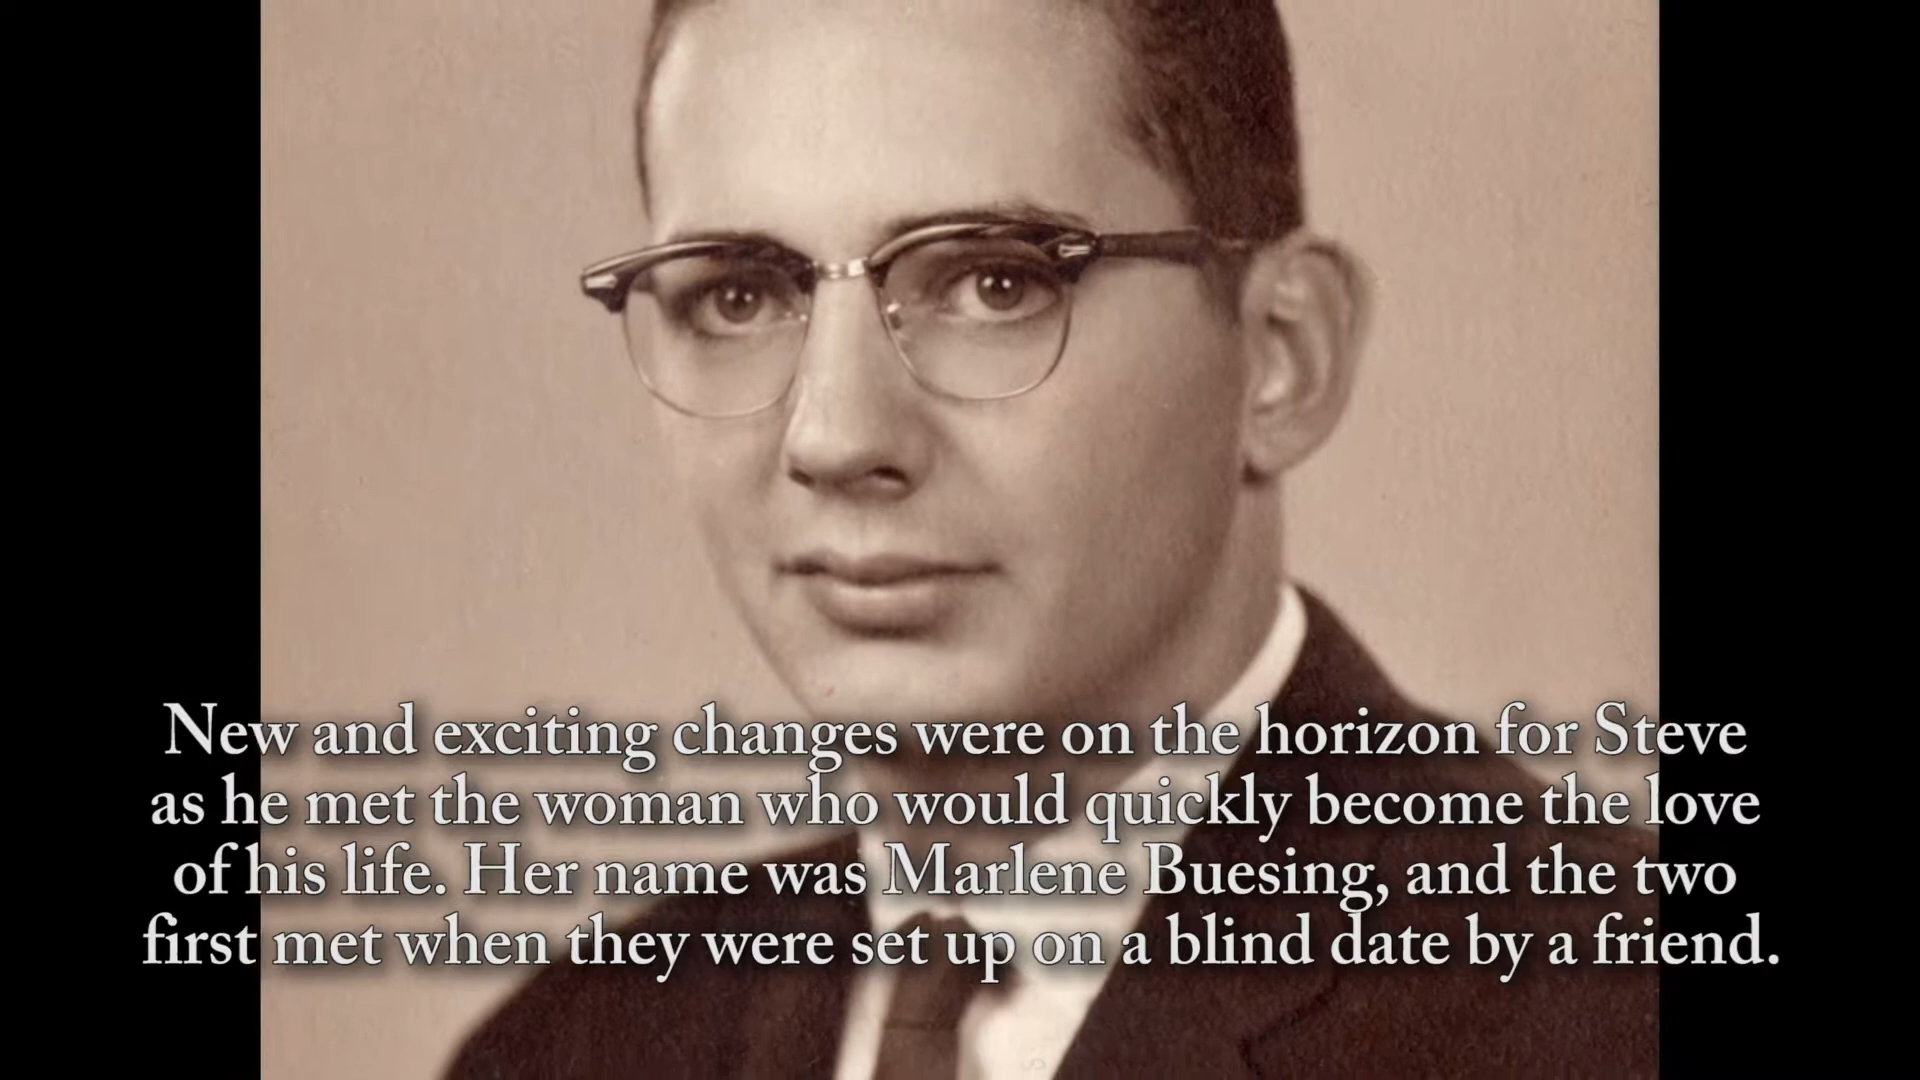 New and exciting changes were on the horizon for Steve
as he met the woman who would quickly become the love
of his life. Her name was Marlene Buesing, and the two
first met when they were set up on a blind date by a friend.